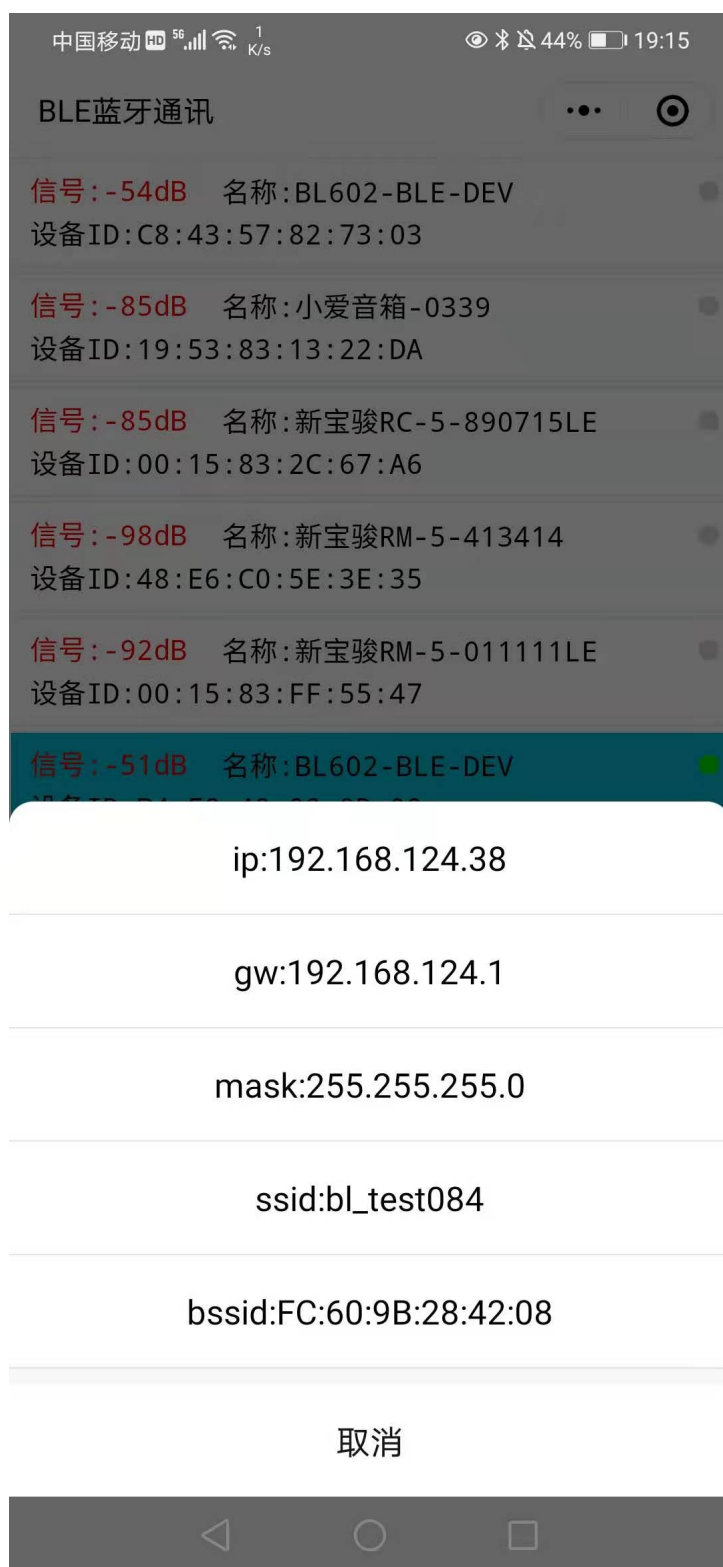 中国移动 HD 5G 1 K/s 44% 19:15
BLE蓝牙通讯
信号:-54dB 名称:BL602-BLE-DEV
设备ID:C8:43:57:82:73:03
信号:-85dB 名称:小爱音箱-0339
设备ID:19:53:83:13:22:DA
信号:-85dB 名称:新宝骏RC-5-890715LE
设备ID:00:15:83:2C:67:A6
信号:-98dB 名称:新宝骏RM-5-413414
设备ID:48:E6:C0:5E:3E:35
信号:-92dB 名称:新宝骏RM-5-011111LE
设备ID:00:15:83:FF:55:47
信号:-51dB 名称:BL602-BLE-DEV
ip:192.168.124.38
gw:192.168.124.1
mask:255.255.255.0
ssid:bl_test084
bssid:FC:60:9B:28:42:08
取消